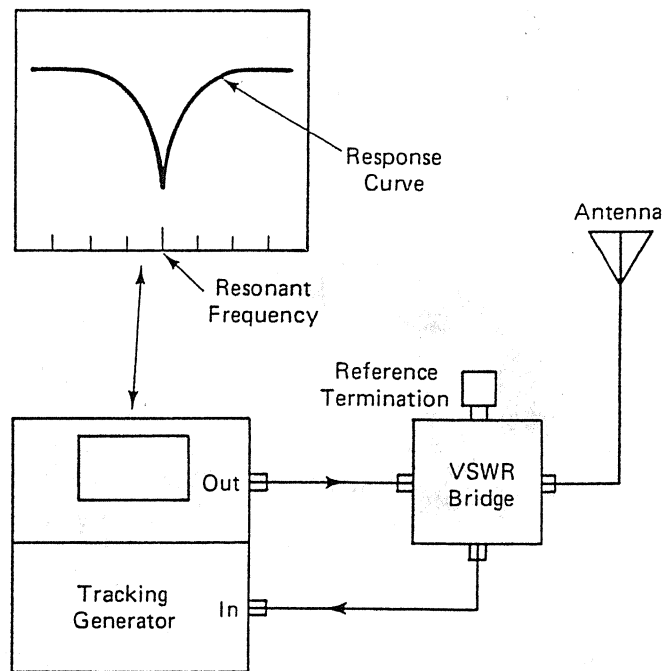 Response
Curve
Antenna
Resonant
Frequency
Reference
Termination
Out
VSWR
Bridge
Tracking
Generator
In